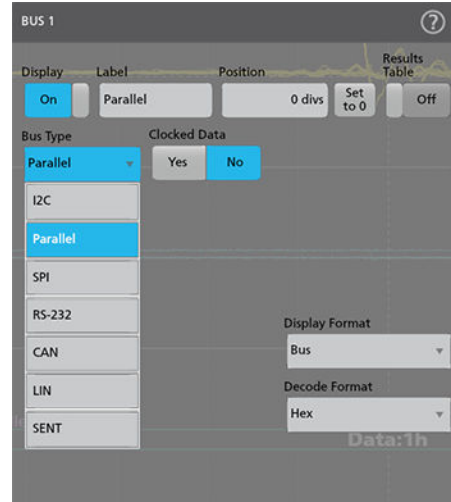 BUS 1
?
Display Label Position Results Table
On Parallel 0 divs Set to 0 Off
Bus Type Clocked Data
Parallel Yes No
I2C
Parallel
SPI
RS-232
Display Format
CAN
Bus
LIN
Decode Format
Hex
SENT
Data:1h